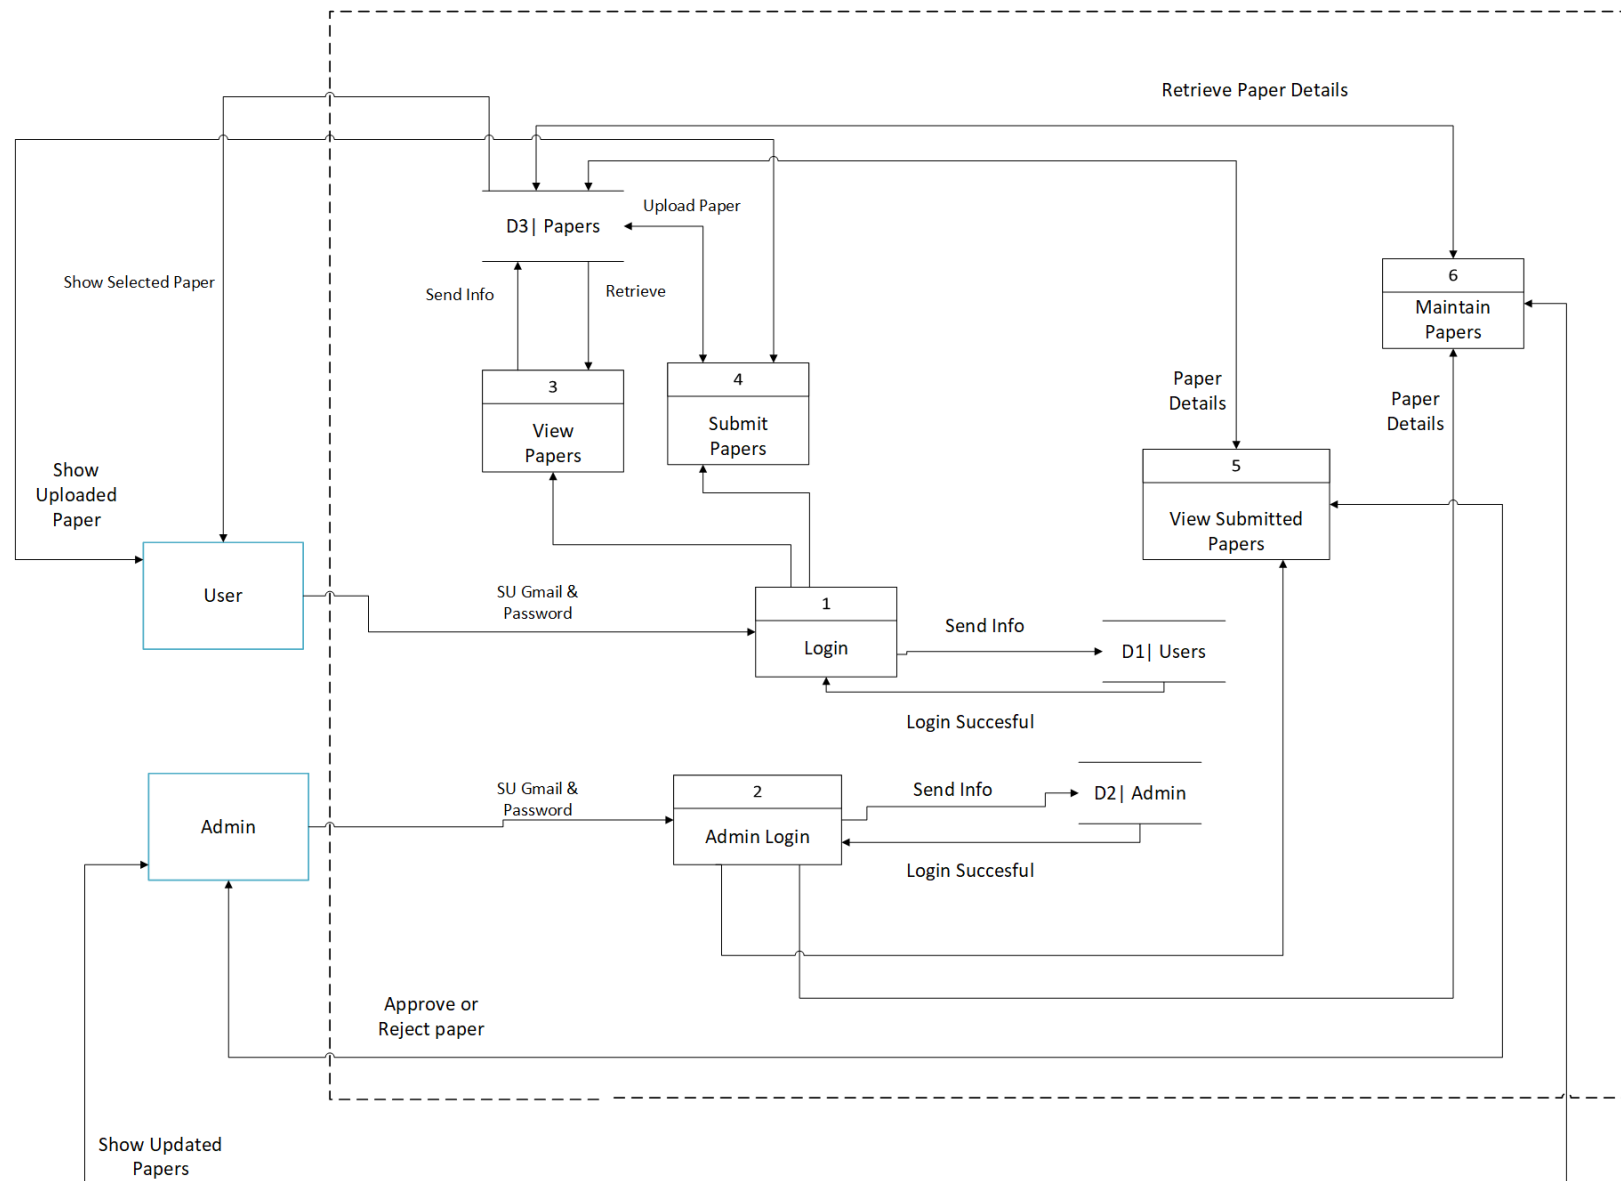 Retrieve Paper Details
Upload Paper
D3| Papers
Show Selected Paper
Send Info
Retrieve
6
Maintain
Papers
3
View
Papers
4
Submit
Papers
Paper
Details
Paper
Details
5
View Submitted
Papers
Show
Uploaded
Paper
User
SU Gmail &
Password
1
Login
Send Info
D1| Users
Login Succesful
Admin
SU Gmail &
Password
2
Admin Login
Send Info
D2| Admin
Login Succesful
Approve or
Reject paper
Show Updated
Papers